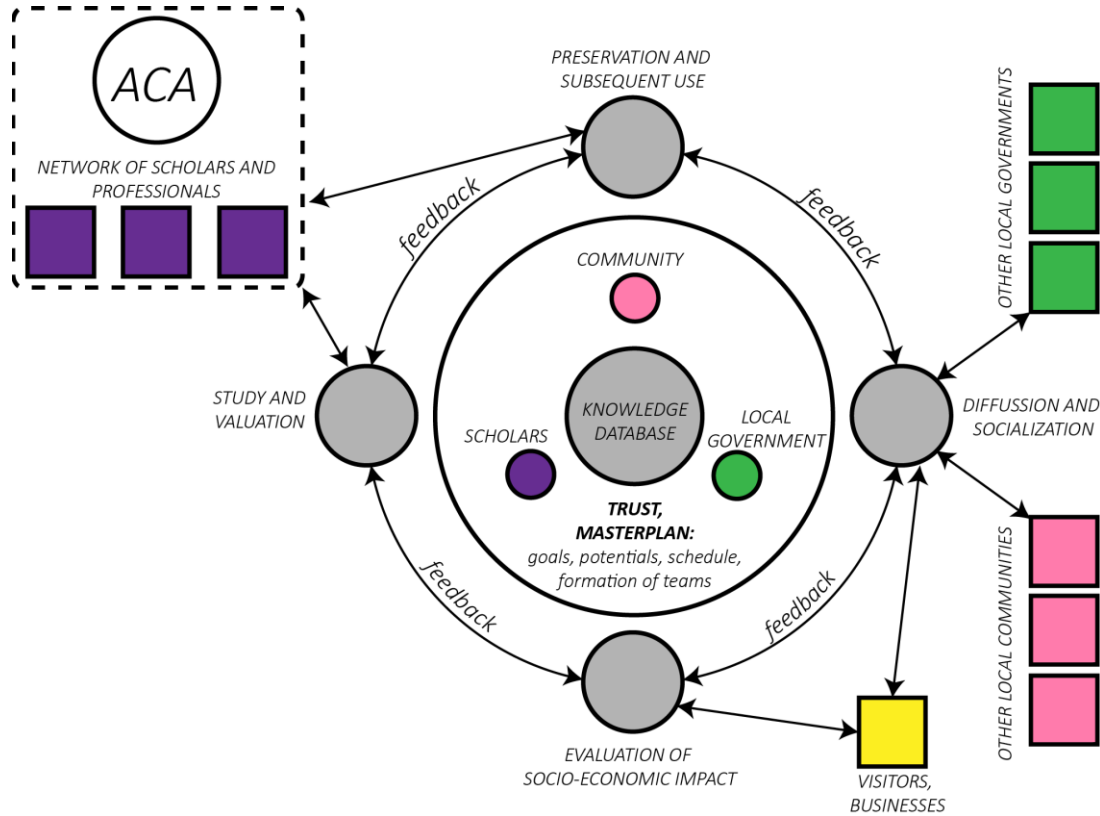 ACA
NETWORK OF SCHOLARS AND
PROFESSIONALS
PRESERVATION AND
SUBSEQUENT USE
OTHER LOCAL GOVERNMENTS
feedback
feedback
COMMUNITY
STUDY AND
VALUATION
KNOWLEDGE
DATABASE
SCHOLARS
LOCAL
GOVERNMENT
DIFFUSSION AND
SOCIALIZATION
TRUST,
MASTERPLAN:
goals, potentials, schedule,
formation of teams
feedback
feedback
OTHER LOCAL COMMUNITIES
EVALUATION OF
SOCIO-ECONOMIC IMPACT
VISITORS,
BUSINESSES